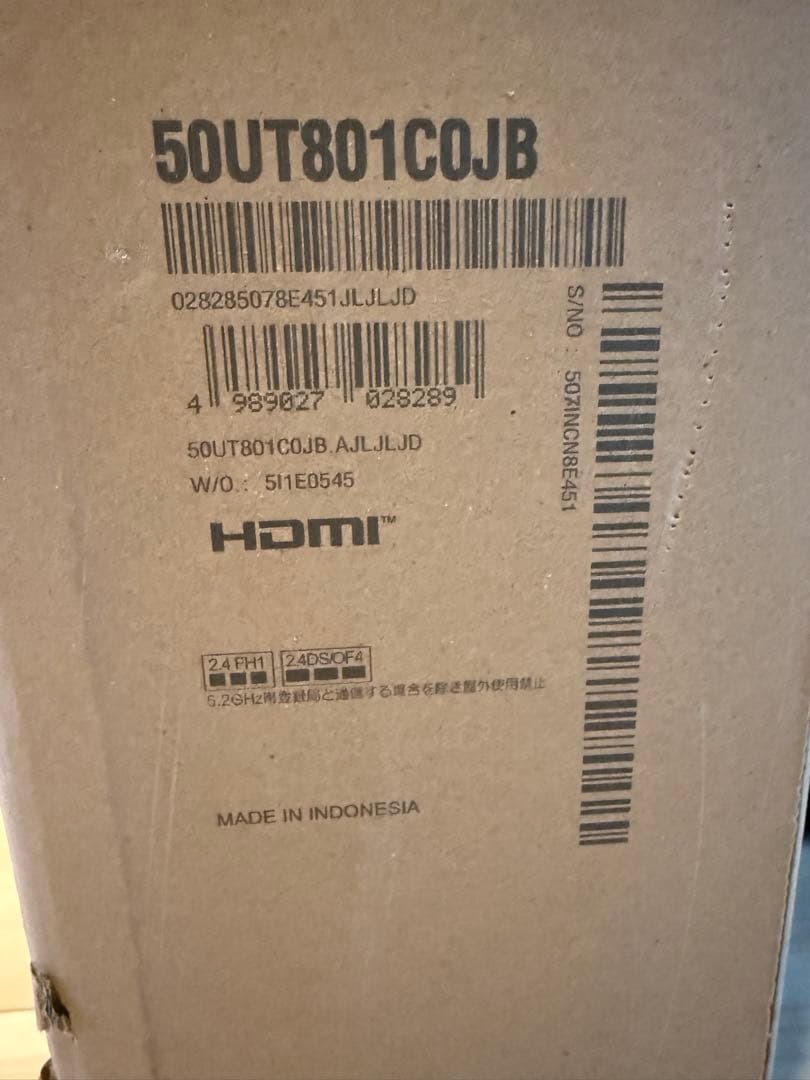 50UT801C0JB
028285078E451JLJLJD
S/NO : 507INCN8E451
4 989027 028289
50UT801C0JB.AJLJLJD
W/O.: 5I1E0545
HDMI™
2.4 FH1 2.4DS/OF4
5.2GHz帯登録局と通信する場合を除き屋外使用禁止
MADE IN INDONESIA